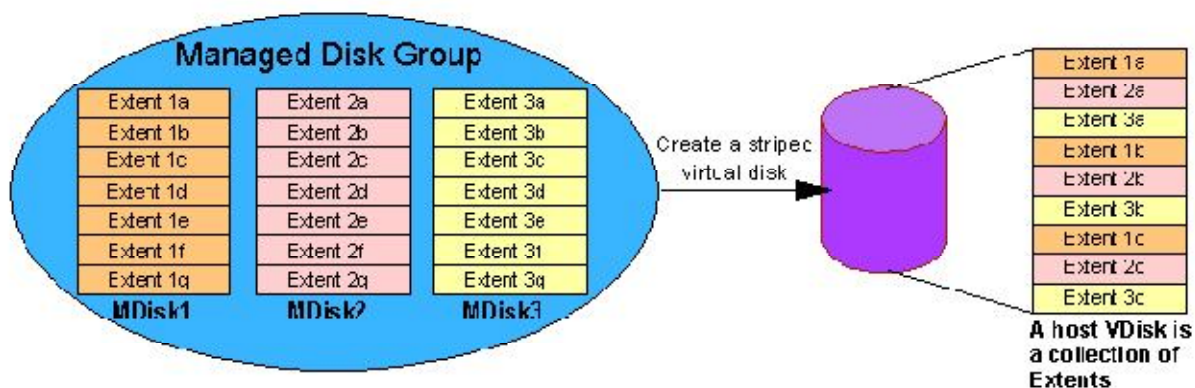 Managed Disk Group
Extent 1a
Extent 1b
Extent 1c
Extent 1d
Extent 1e
Extent 1f
Extent 1g
MDisk1
Extent 2a
Extent 2b
Extent 2c
Extent 2d
Extent 2e
Extent 2f
Extent 2g
MDisk2
Extent 3a
Extent 3b
Extent 3c
Extent 3d
Extent 3e
Extent 3f
Extent 3g
MDisk3
Create a striped
virtual disk
Extent 1a
Extent 2a
Extent 3a
Extent 1b
Extent 2b
Extent 3b
Extent 1c
Extent 2c
Extent 3c
A host VDisk is
a collection of
Extents